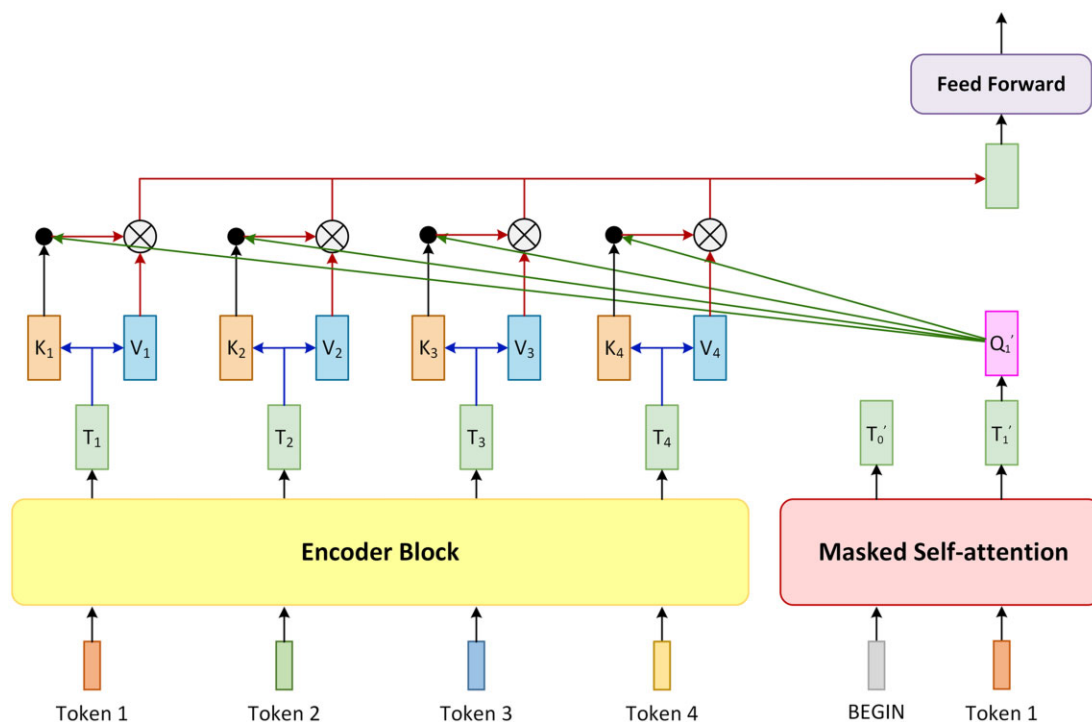 Feed Forward
K₁ V₁ K₂ V₂ K₃ V₃ K₄ V₄ Q₁′
T₁ T₂ T₃ T₄ T₀′ T₁′
Encoder Block Masked Self-attention
Token 1 Token 2 Token 3 Token 4 BEGIN Token 1